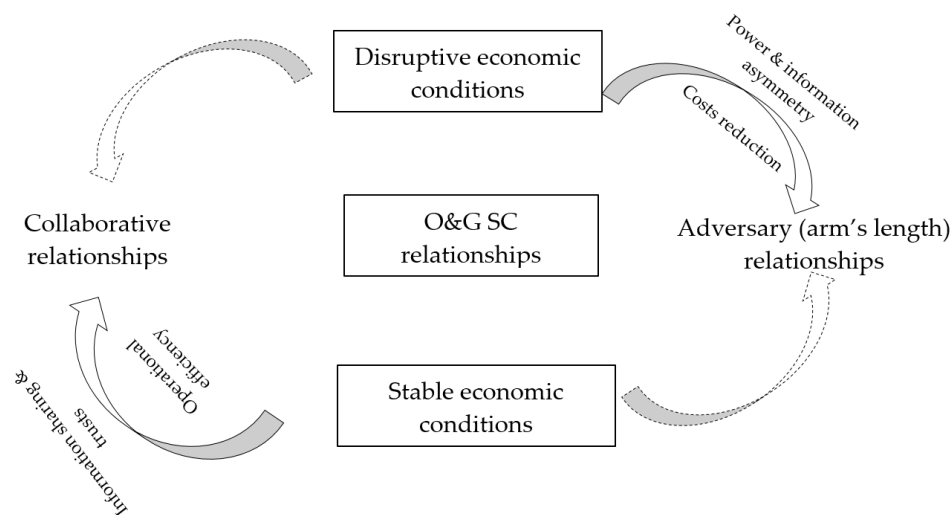 Disruptive economic
conditions
Power & information
asymmetry
Costs reduction
Collaborative
relationships
O&G SC
relationships
Adversary (arm's length)
relationships
Operational
efficiency
Information sharing &
trusts
Stable economic
conditions